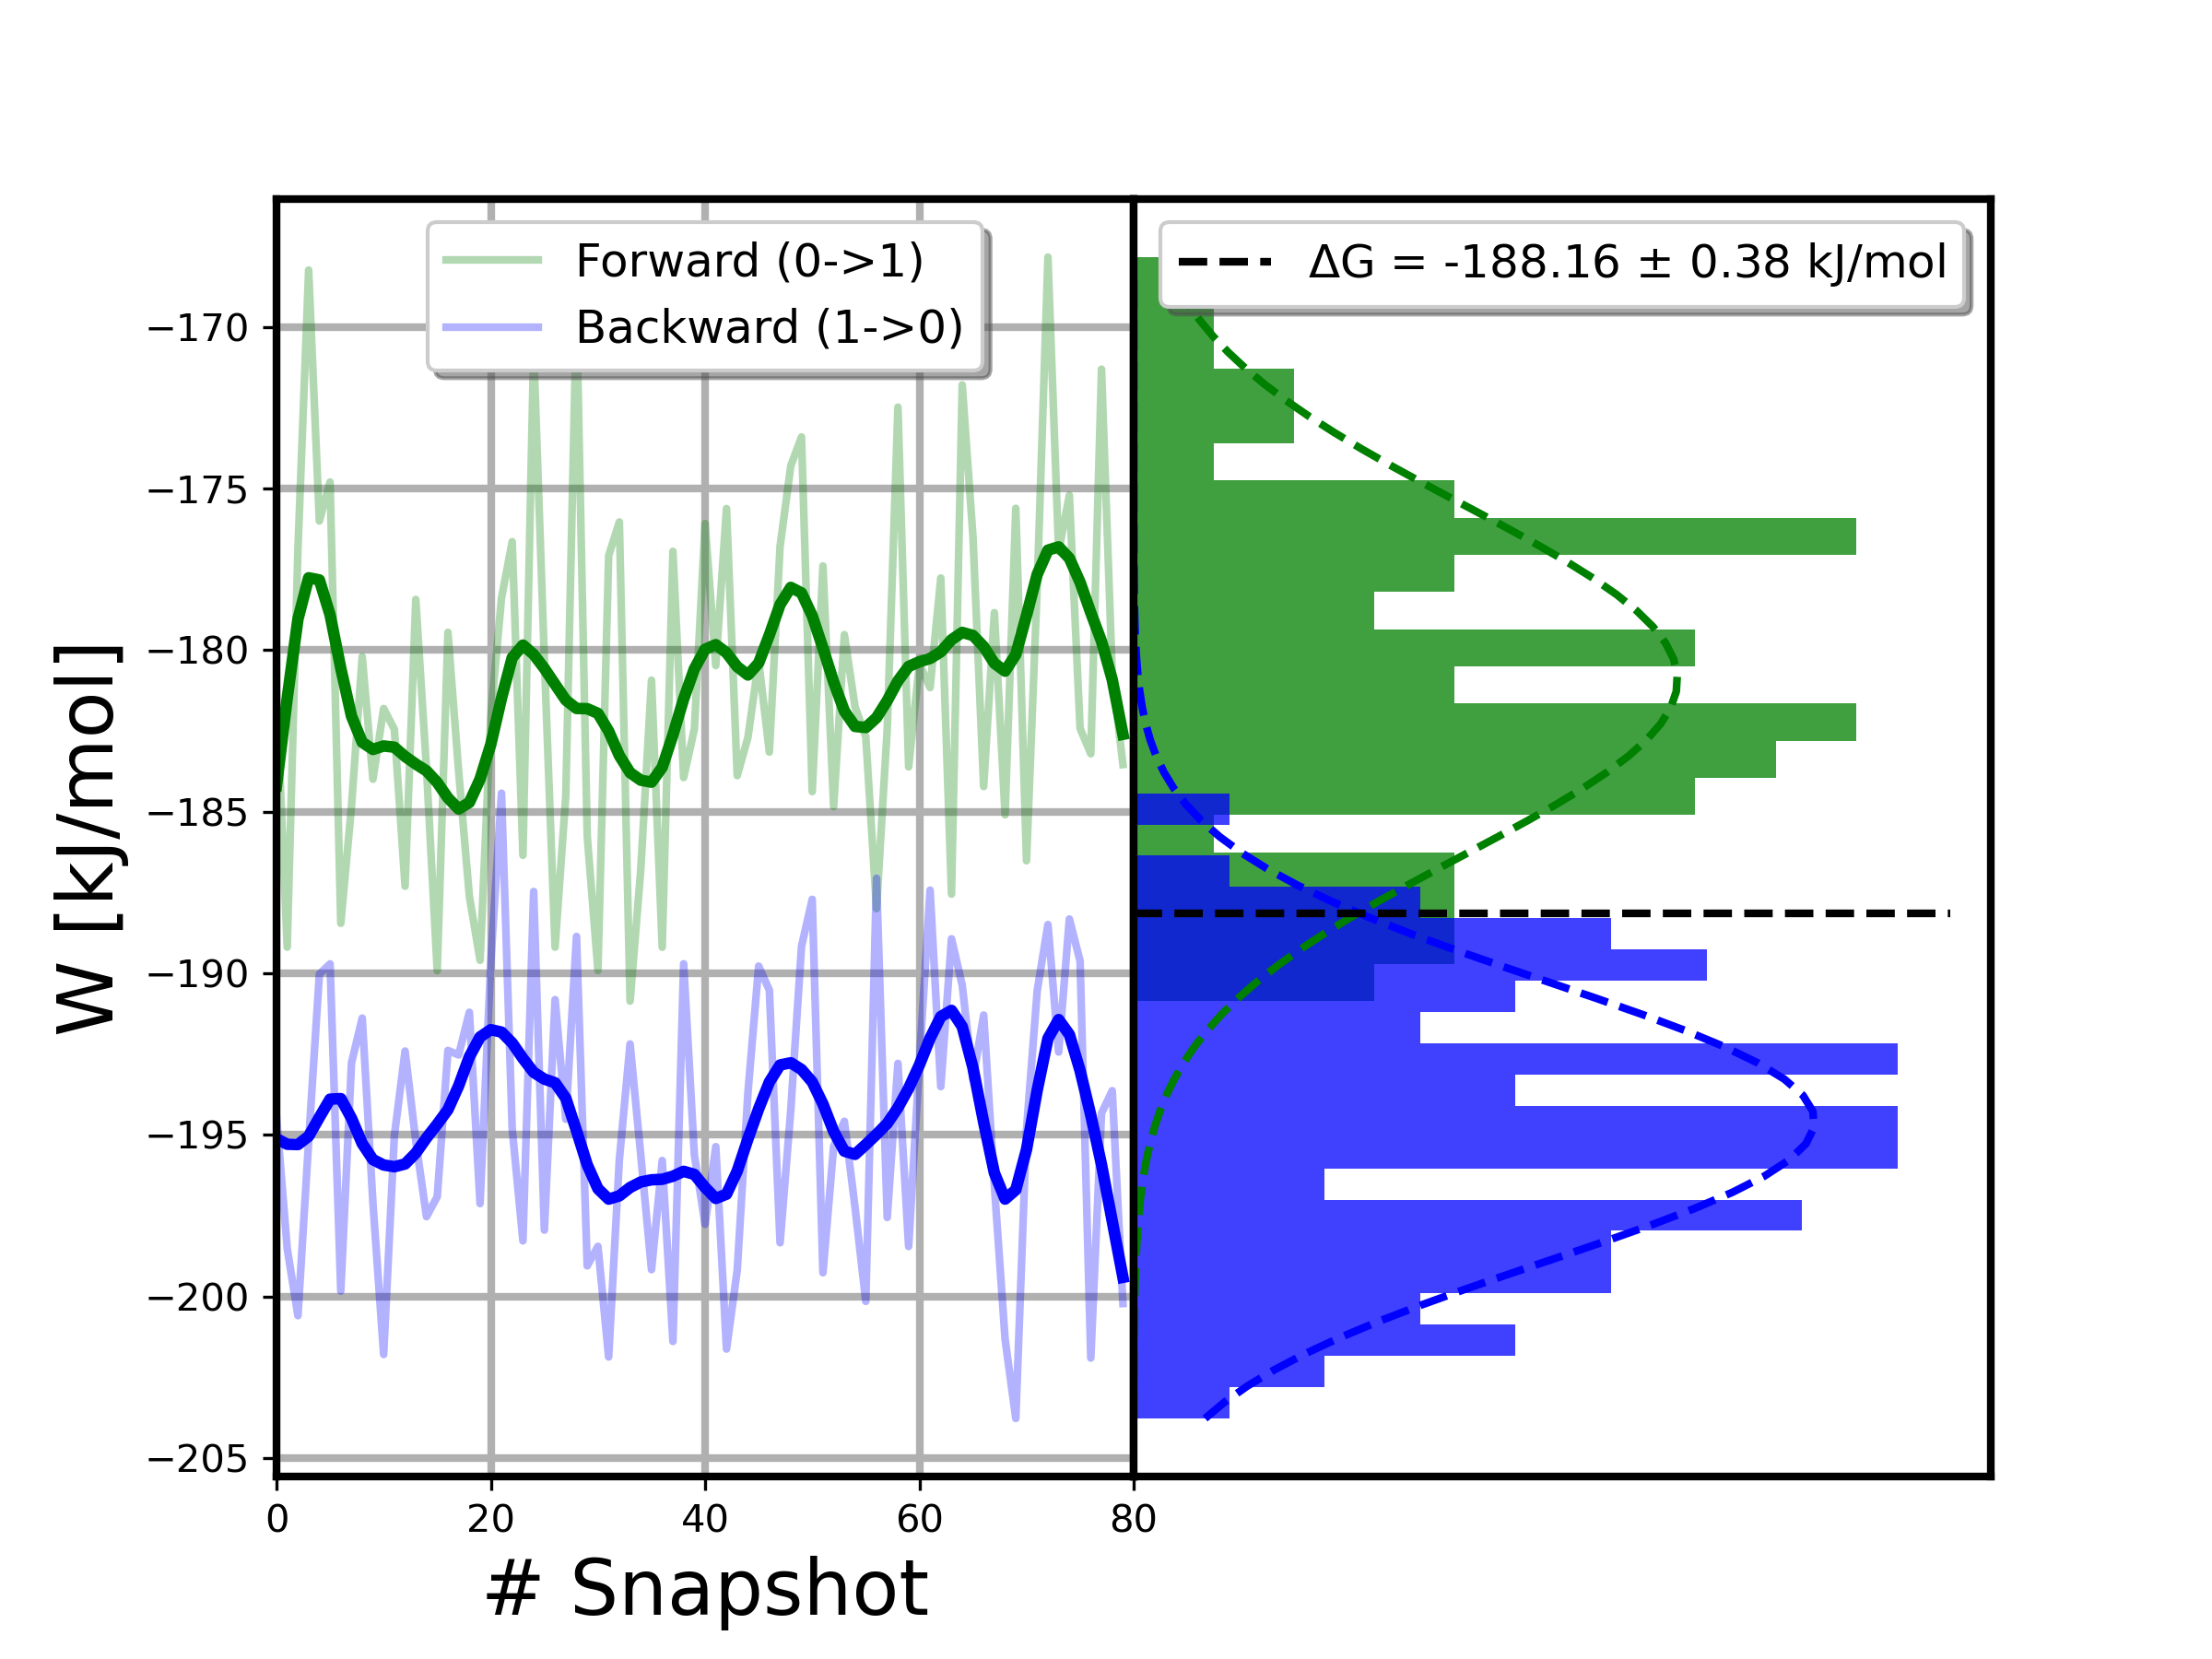 Forward (0->1)
Backward (1->0)
ΔG = -188.16 ± 0.38 kJ/mol
−170
−175
−180
−185
−190
−195
−200
−205
W [kJ/mol]
0 20 40 60 80
# Snapshot